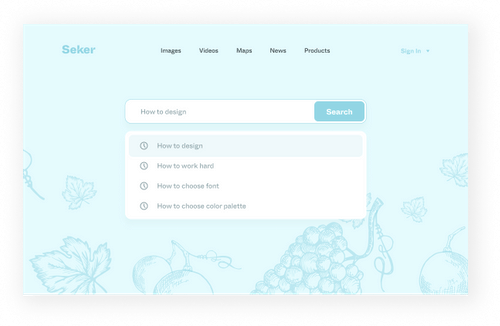 Seker Images Videos Maps News Products Sign In
How to design Search
How to design
How to work hard
How to choose font
How to choose color palette